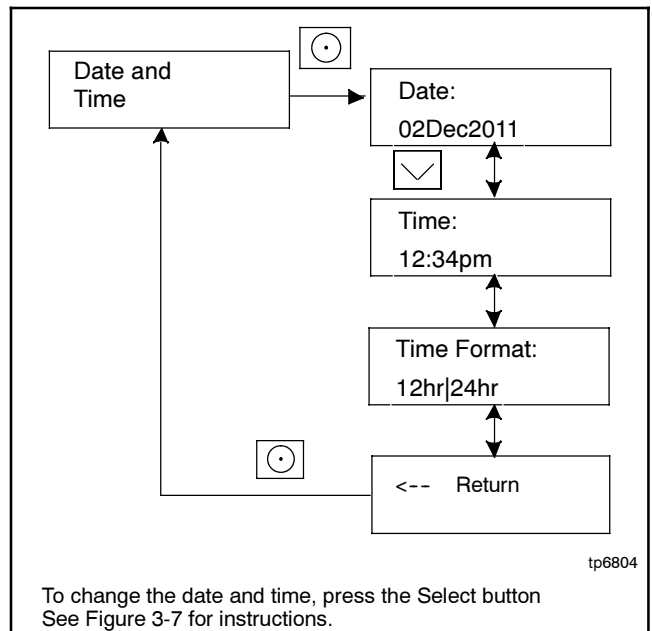 Date and
Time
Date:
02Dec2011
Time:
12:34pm
Time Format:
12hr|24hr
<-- Return
tp6804
To change the date and time, press the Select button
See Figure 3-7 for instructions.